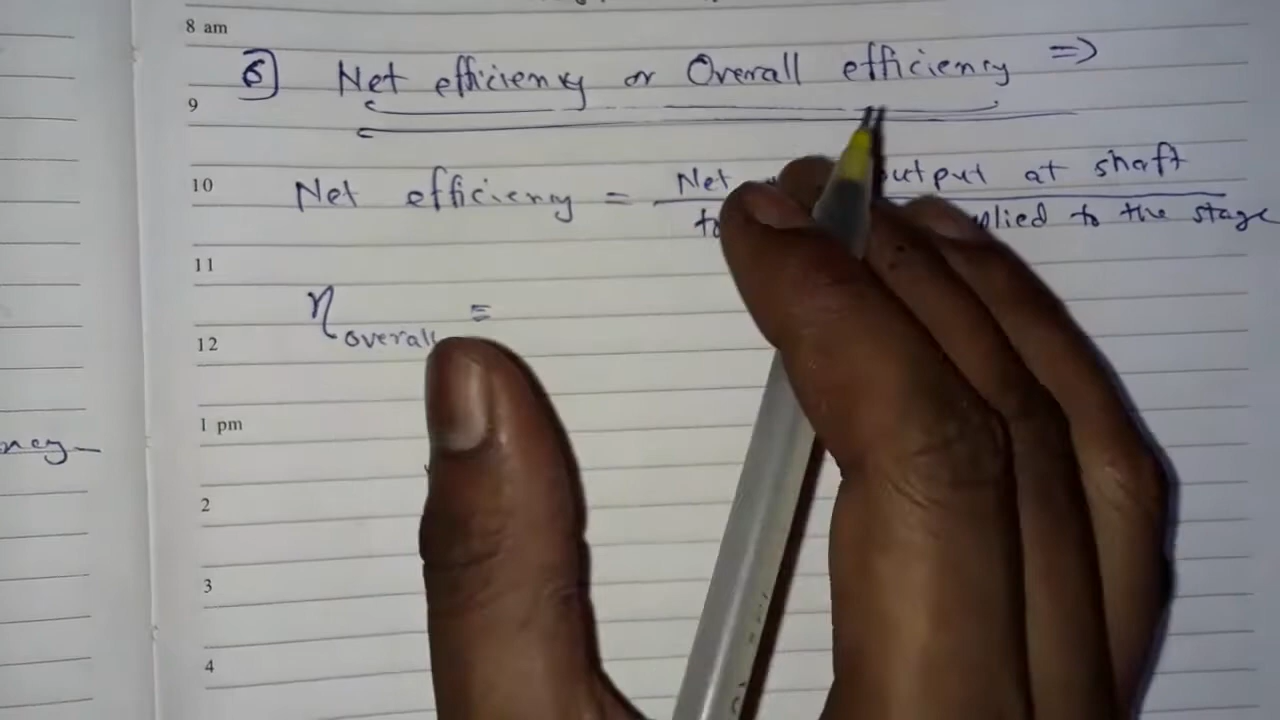 8 am
6 Net efficiency or Overall efficiency =>
9
10 Net efficiency = Net output at shaft
to the stage
11
η overall =
12
1 pm
2
3
4